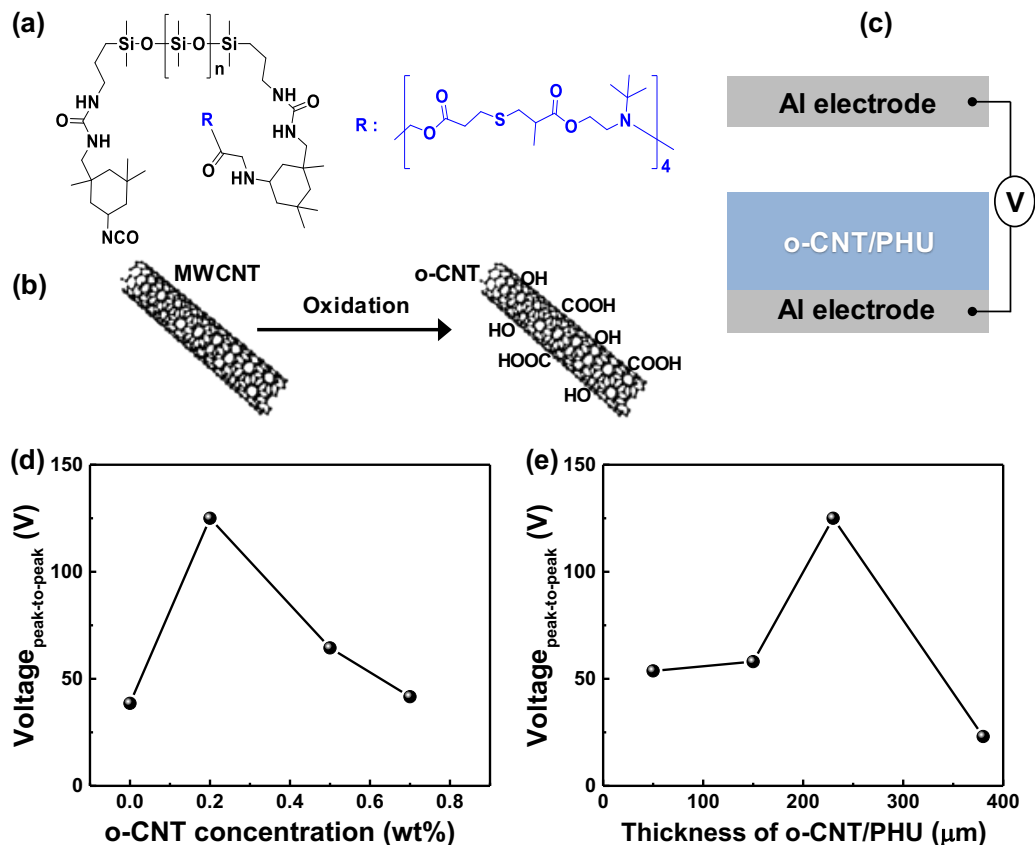 (a)
Si
O
Si
O
Si
n
HN
O
HN
NCO
R
O
HN
NH
O
HN
R :
O
O
S
O
O
N
4
(b)
MWCNT
Oxidation
o-CNT
OH
COOH
HO
OH
HOOC
COOH
HO
(c)
Al electrode
V
o-CNT/PHU
Al electrode
(d)
150
100
50
0
0.0 0.2 0.4 0.6 0.8
Voltage peak-to-peak (V)
o-CNT concentration (wt%)
(e)
150
100
50
0
0 100 200 300 400
Voltage peak-to-peak (V)
Thickness of o-CNT/PHU (μm)